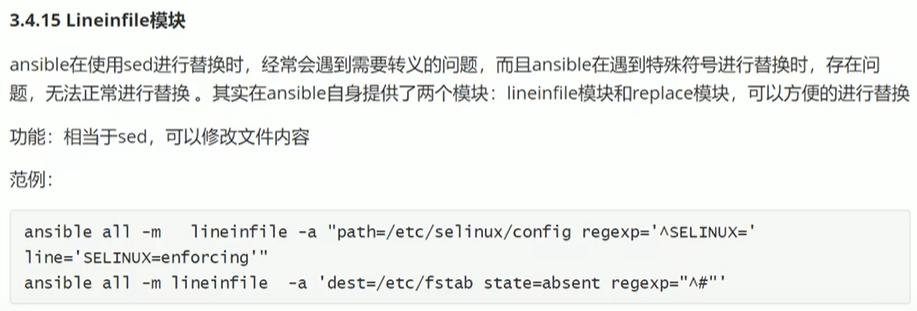 3.4.15 Lineinfile模块
ansible在使用sed进行替换时，经常会遇到需要转义的问题，而且ansible在遇到特殊符号进行替换时，存在问
题，无法正常进行替换 。其实在ansible自身提供了两个模块：lineinfile模块和replace模块，可以方便的进行替换
功能：相当于sed，可以修改文件内容
范例：
ansible all -m   lineinfile -a "path=/etc/selinux/config regexp='^SELINUX='
line='SELINUX=enforcing'"
ansible all -m lineinfile  -a 'dest=/etc/fstab state=absent regexp="^#"'